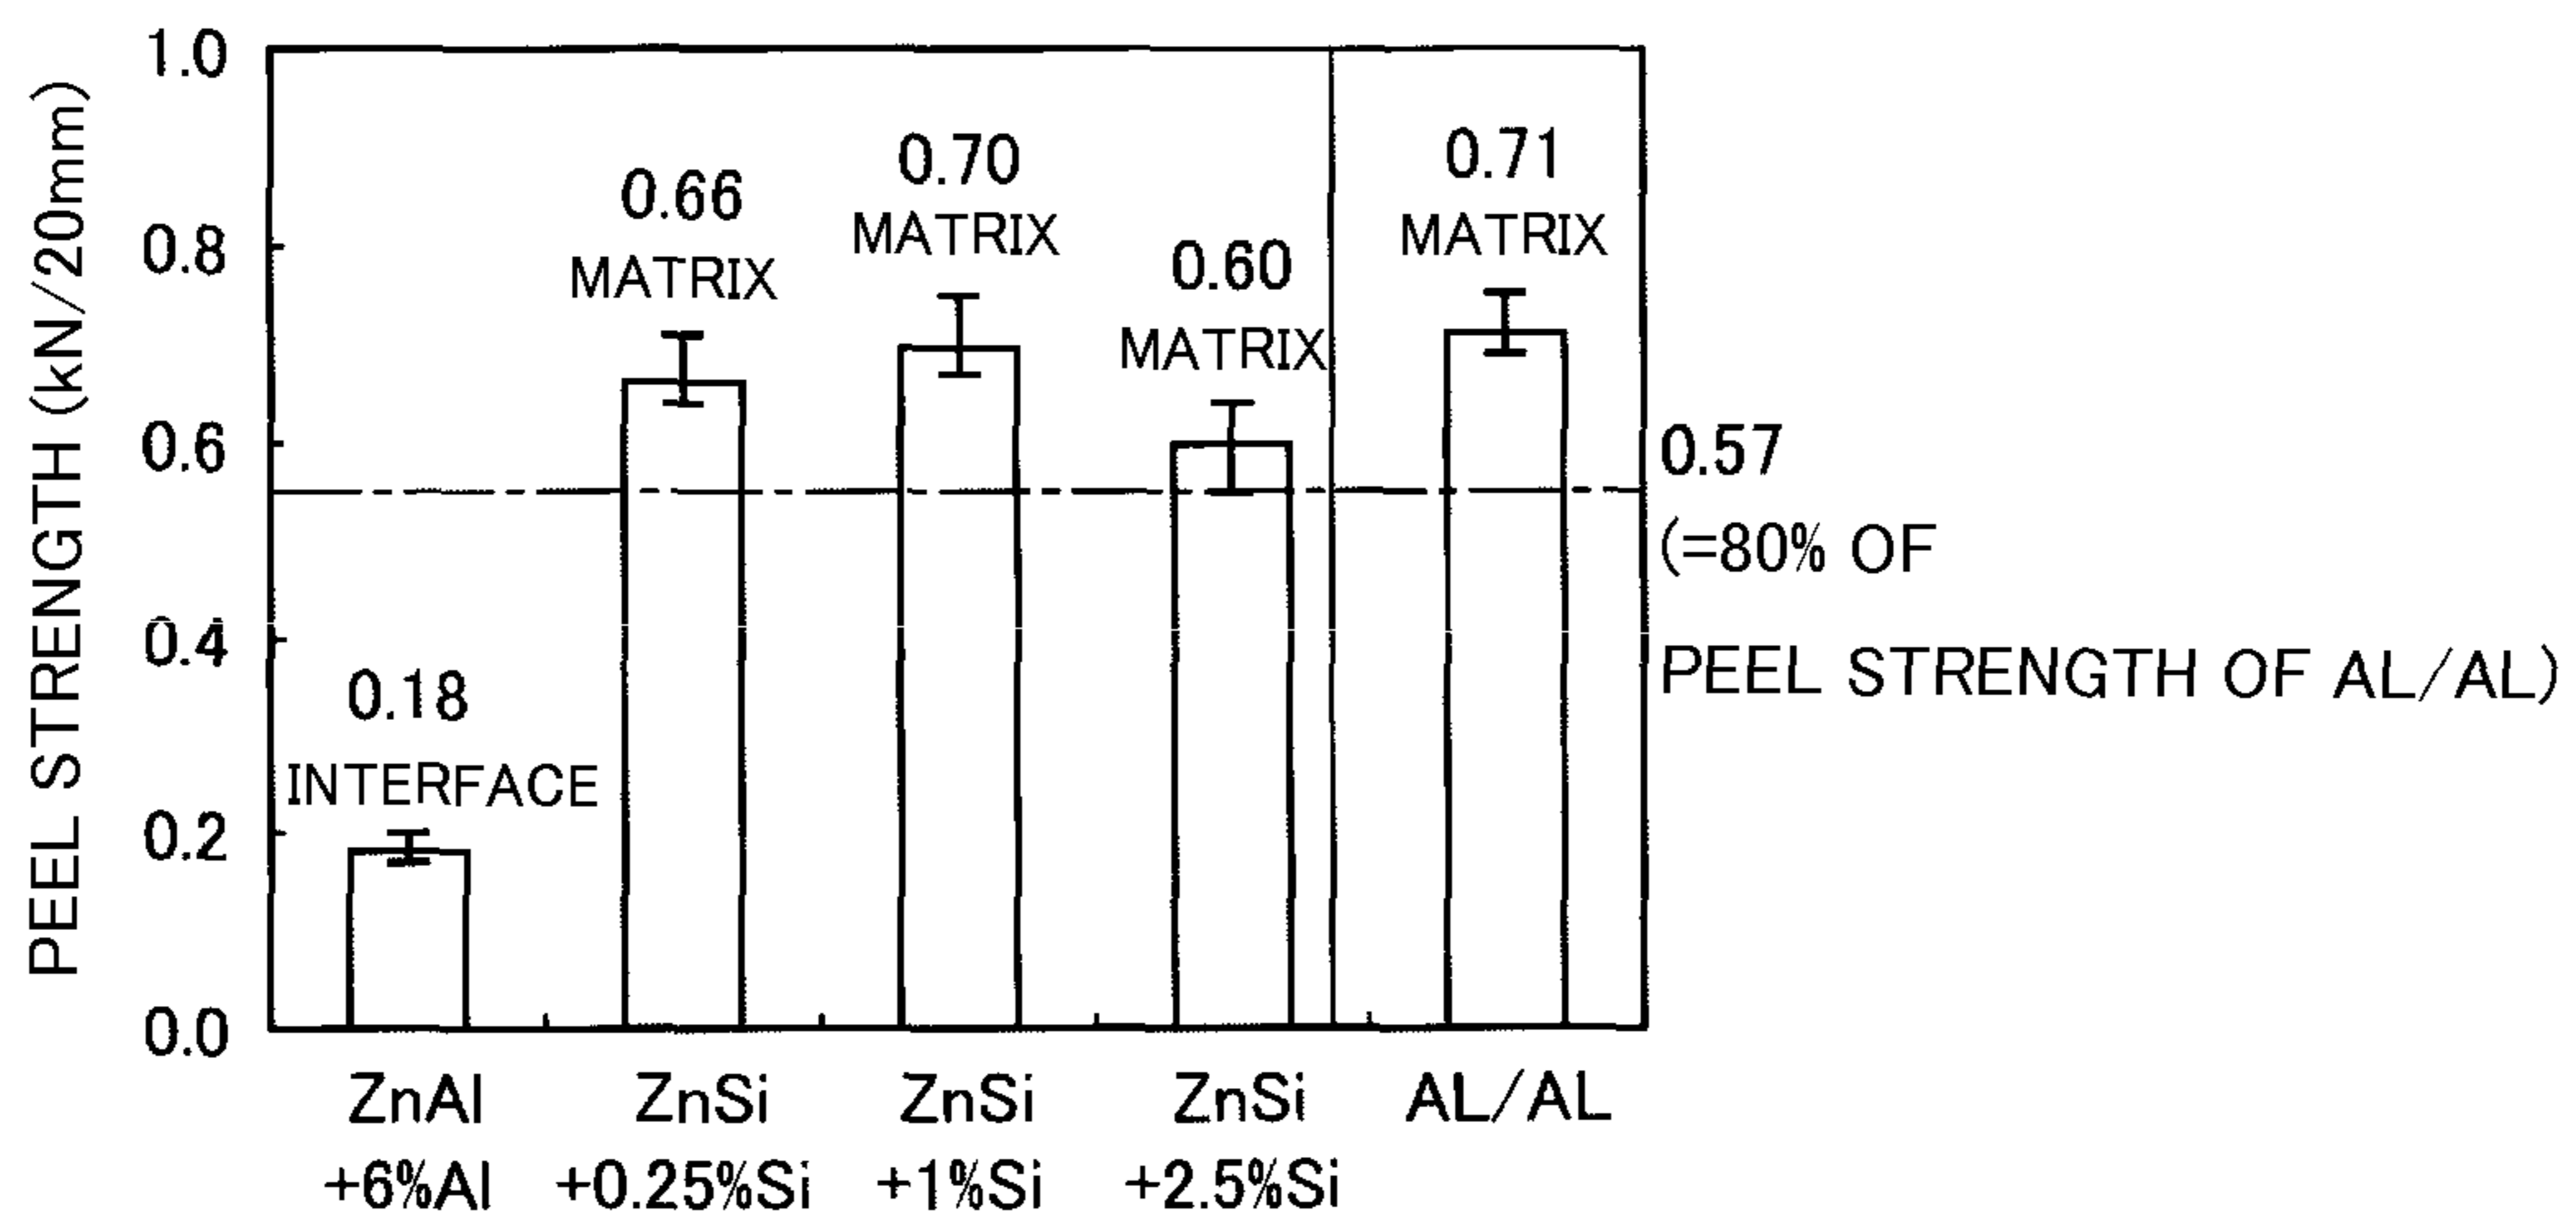 PEEL STRENGTH (kN/20mm)
1.0
0.8
0.6
0.4
0.2
0.0
0.18
INTERFACE
0.66
MATRIX
0.70
MATRIX
0.60
MATRIX
0.71
MATRIX
0.57
(=80% OF
PEEL STRENGTH OF AL/AL)
ZnAl
+6%Al
ZnSi
+0.25%Si
ZnSi
+1%Si
ZnSi
+2.5%Si
AL/AL